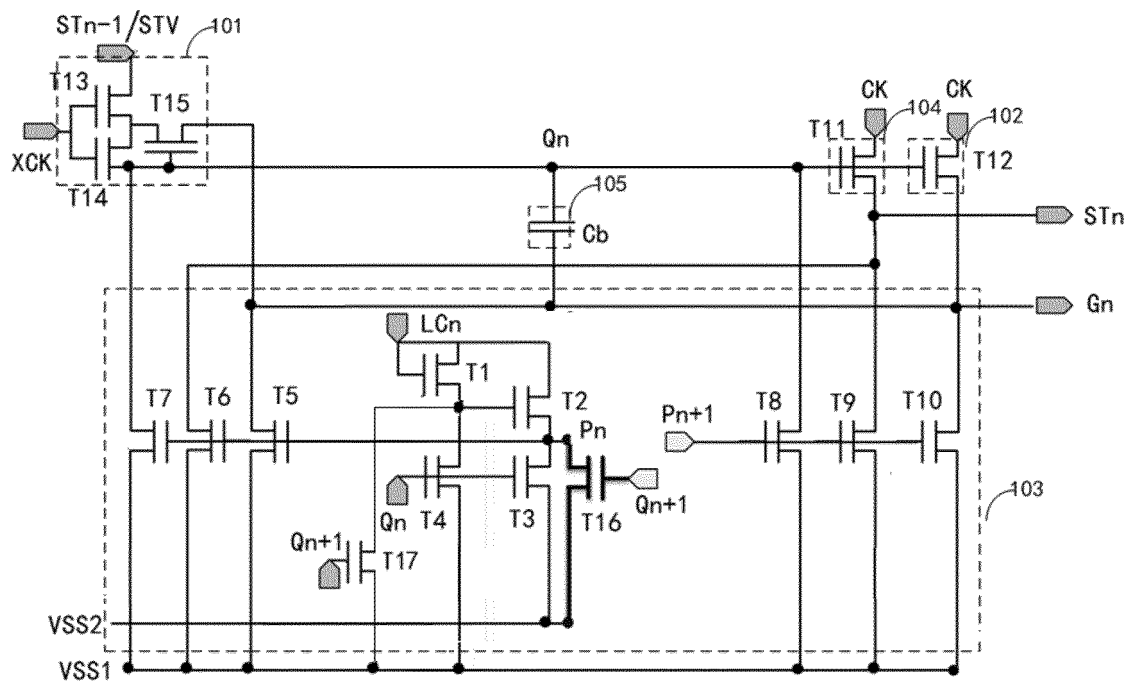 STn-1/STV
101
T13
T15
XCK
T14
Qn
CK
CK
104
102
T11
T12
105
Cb
STn
Gn
LCn
T1
T7
T6
T5
T2
Pn
Pn+1
T8
T9
T10
Qn
T4
T3
T16
Qn+1
103
Qn+1
T17
VSS2
VSS1